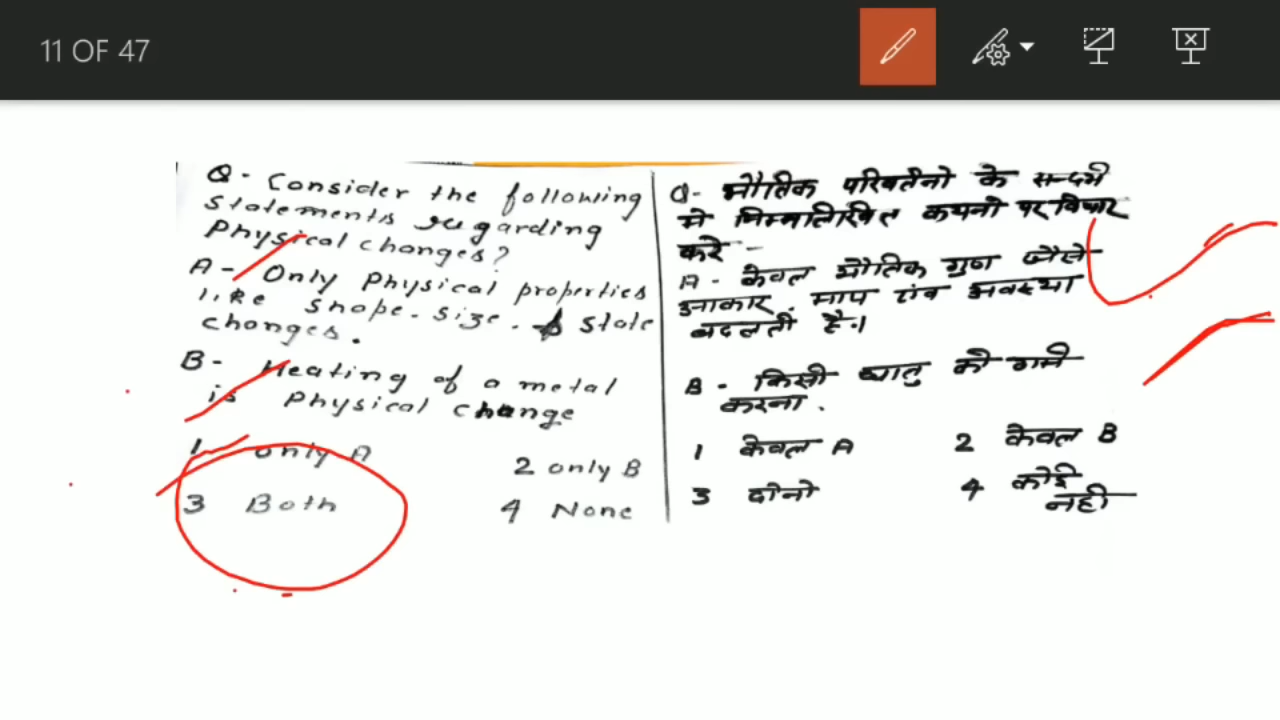 11 OF 47
Q - Consider the following
statements regarding
Physical changes?
A - Only Physical properties
like shape. size. & state
changes.
B - Heating of a metal
is Physical change
1 only A
2 only B
3 Both
4 None
Q- भौतिक परिवर्तनो के सन्दर्भ
मे निम्नलिखित कथनो पर विचार
करे -
A - केवल भौतिक गुण जैसे
आकार. माप एंव अवस्था
बदलती है।
B - किसी धातु को गर्म
करना.
1 केवल A
2 केवल B
3 दोनो
4 कोई
नही